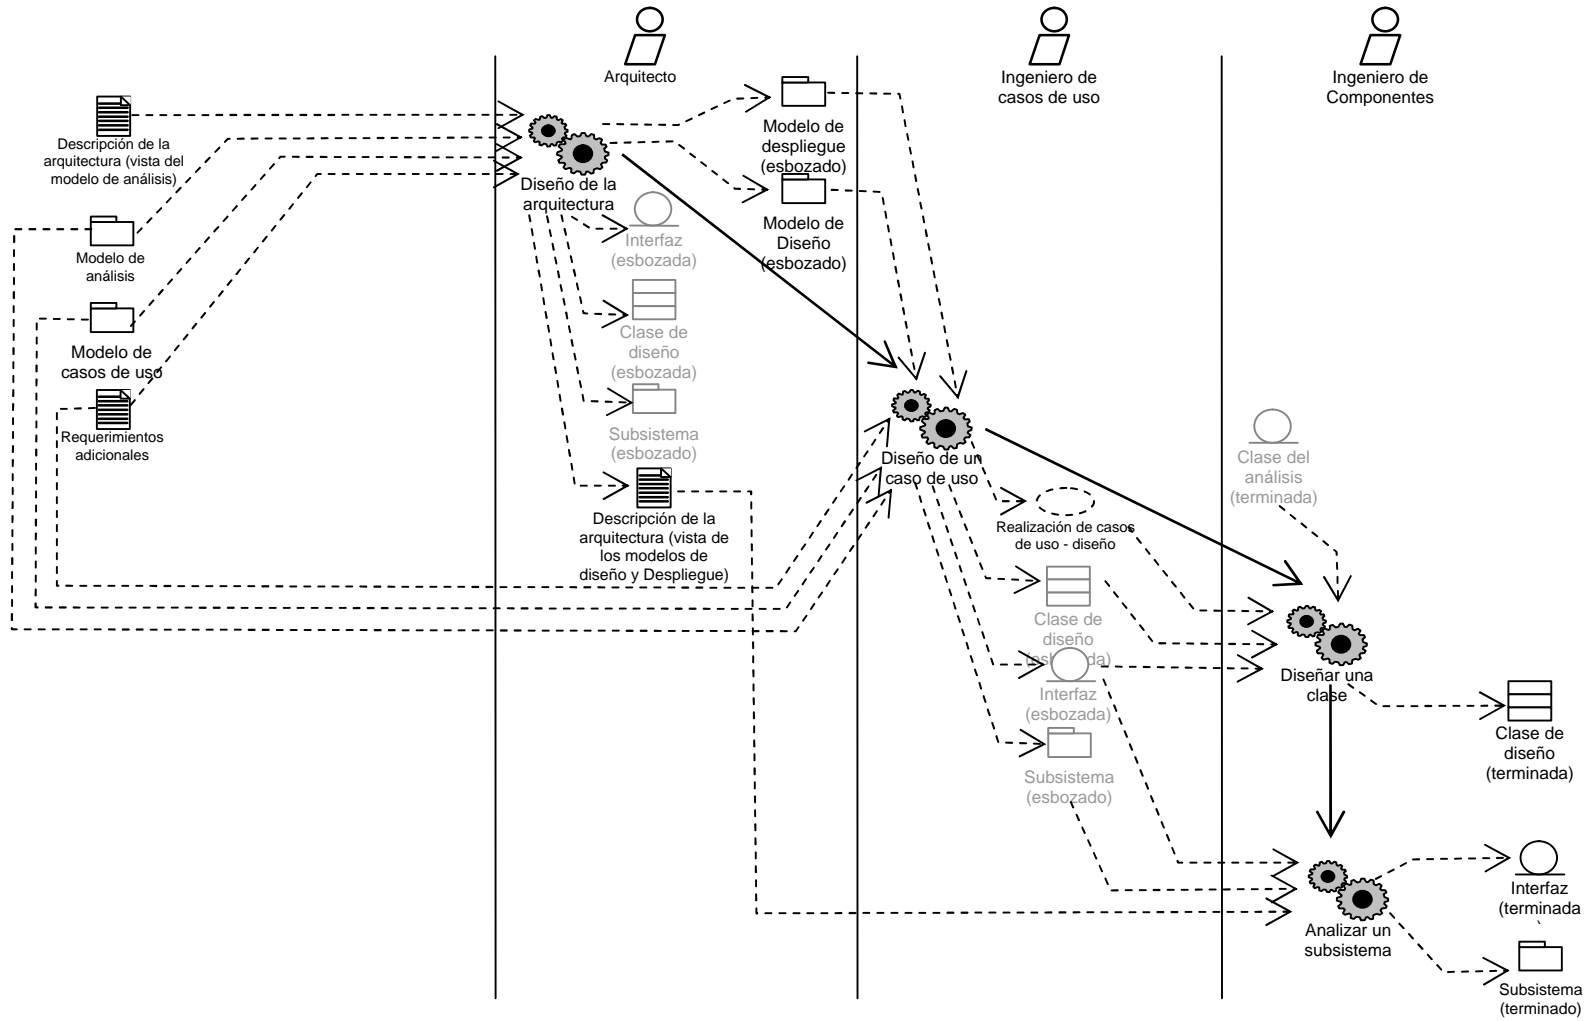 Arquitecto
Ingeniero de
casos de uso
Ingeniero de
Componentes
Descripción de la
arquitectura (vista del
modelo de análisis)
Modelo de
análisis
Modelo de
casos de uso
Requerimientos
adicionales
Diseño de la
arquitectura
Modelo de
despliegue
(esbozado)
Modelo de
Diseño
(esbozado)
Interfaz
(esbozada)
Clase de
diseño
(esbozada)
Subsistema
(esbozado)
Descripción de la
arquitectura (vista de
los modelos de
diseño y Despliegue)
Diseño de un
caso de uso
Realización de casos
de uso - diseño
Clase de
diseño
(esbozada)
Interfaz
(esbozada)
Subsistema
(esbozado)
Clase del
análisis
(terminada)
Diseñar una
clase
Clase de
diseño
(terminada)
Analizar un
subsistema
Interfaz
(terminada
Subsistema
(terminado)